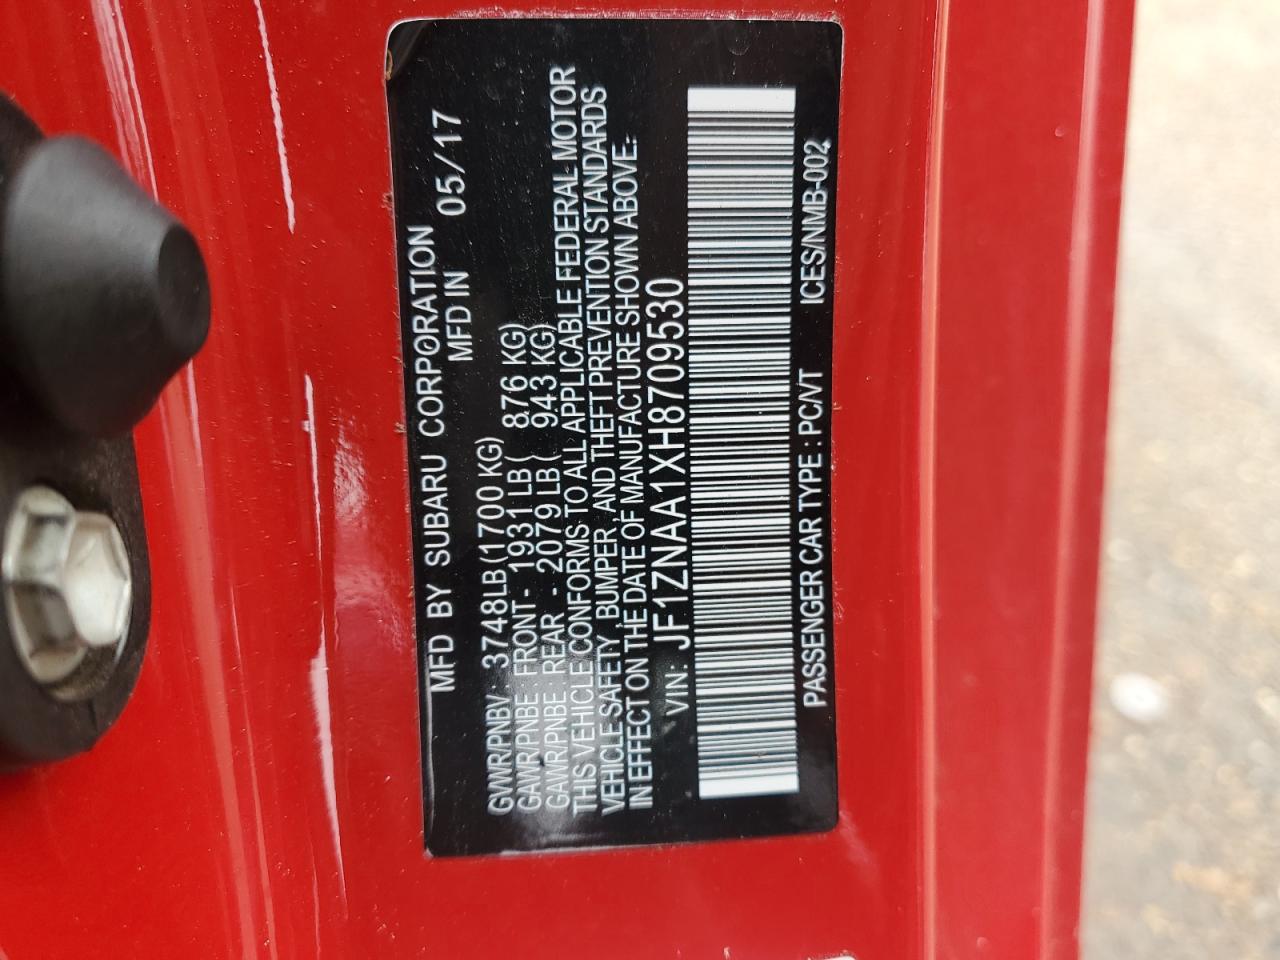 MFD BY SUBARU CORPORATION
MFD IN 05/17
GVWR/PNBV : 3748LB (1700 KG)
GAWR/PNBE : FRONT- 1931 LB ( 876 KG)
GAWR/PNBE : REAR - 2079 LB ( 943 KG)
THIS VEHICLE CONFORMS TO ALL APPLICABLE FEDERAL MOTOR
VEHICLE SAFETY, BUMPER, AND THEFT PREVENTION STANDARDS
IN EFFECT ON THE DATE OF MANUFACTURE SHOWN ABOVE:
VIN: JF1ZNAA1XH8709530
PASSENGER CAR TYPE : PC/VT ICES/NMB-002